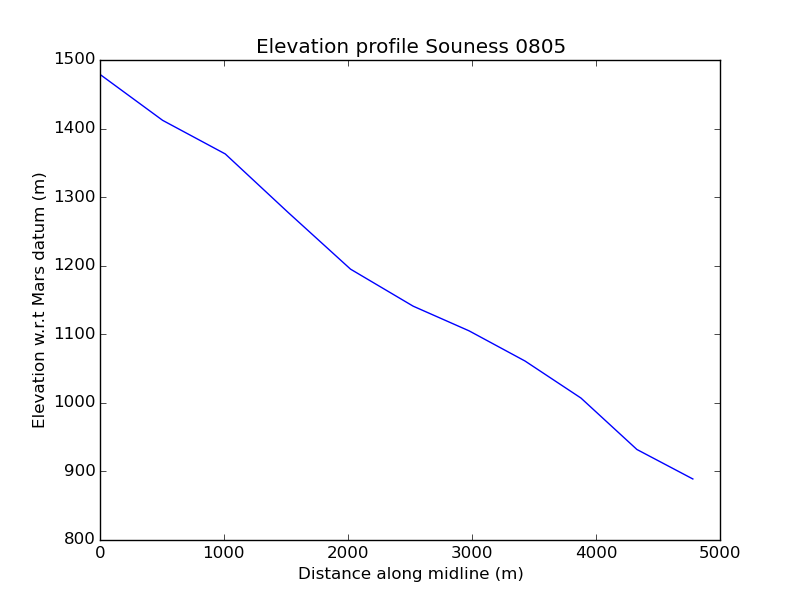 Elevation profile Souness 0805
Elevation w.r.t Mars datum (m)
1500
1400
1300
1200
1100
1000
900
800
0 1000 2000 3000 4000 5000
Distance along midline (m)